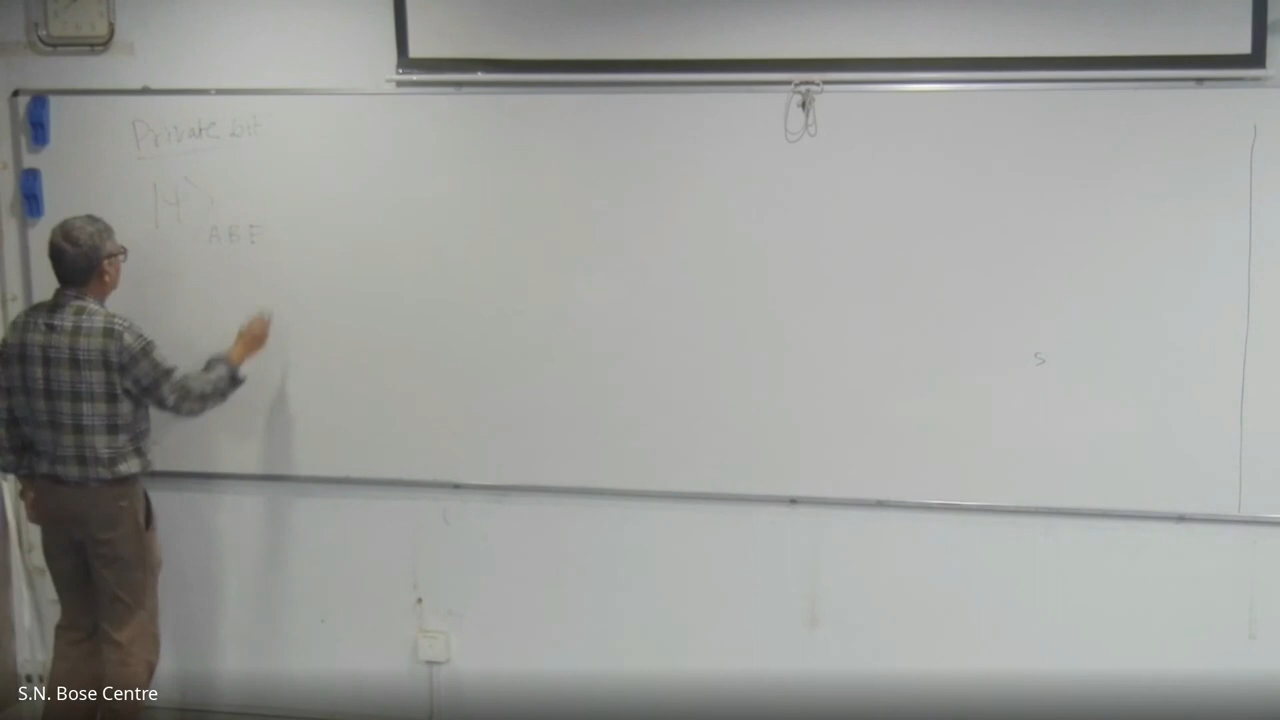 Private bit
|ψ⟩
ABE
S
S.N. Bose Centre